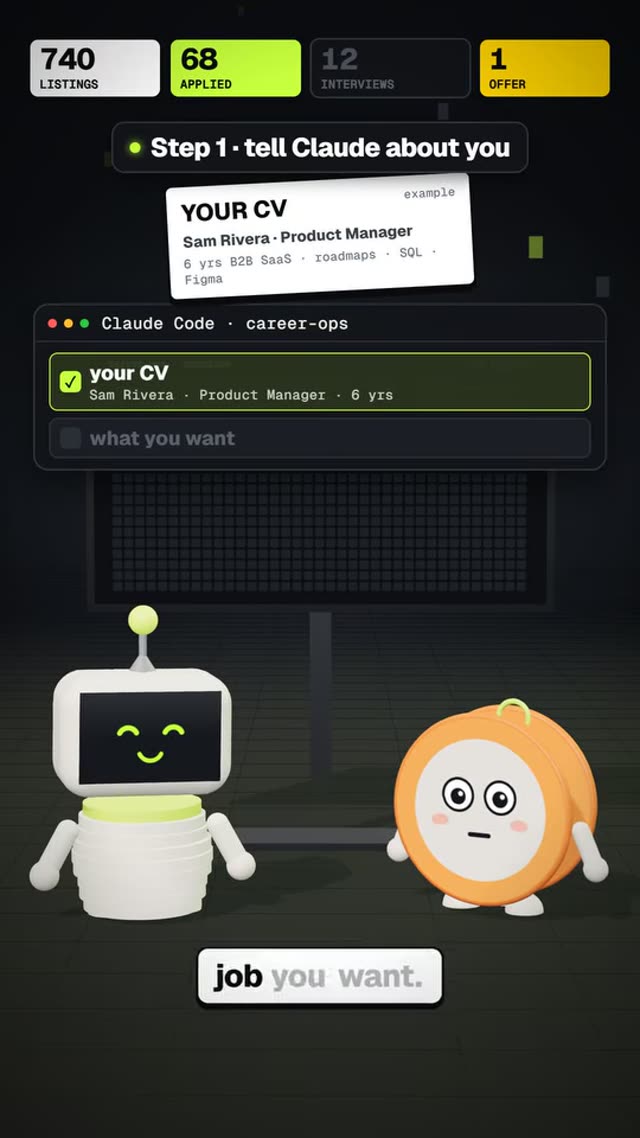 740
LISTINGS
68
APPLIED
12
INTERVIEWS
1
OFFER
Step 1 · tell Claude about you
example
YOUR CV
Sam Rivera · Product Manager
6 yrs B2B SaaS · roadmaps · SQL ·
Figma
Claude Code · career-ops
your CV
Sam Rivera · Product Manager · 6 yrs
what you want
job you want.